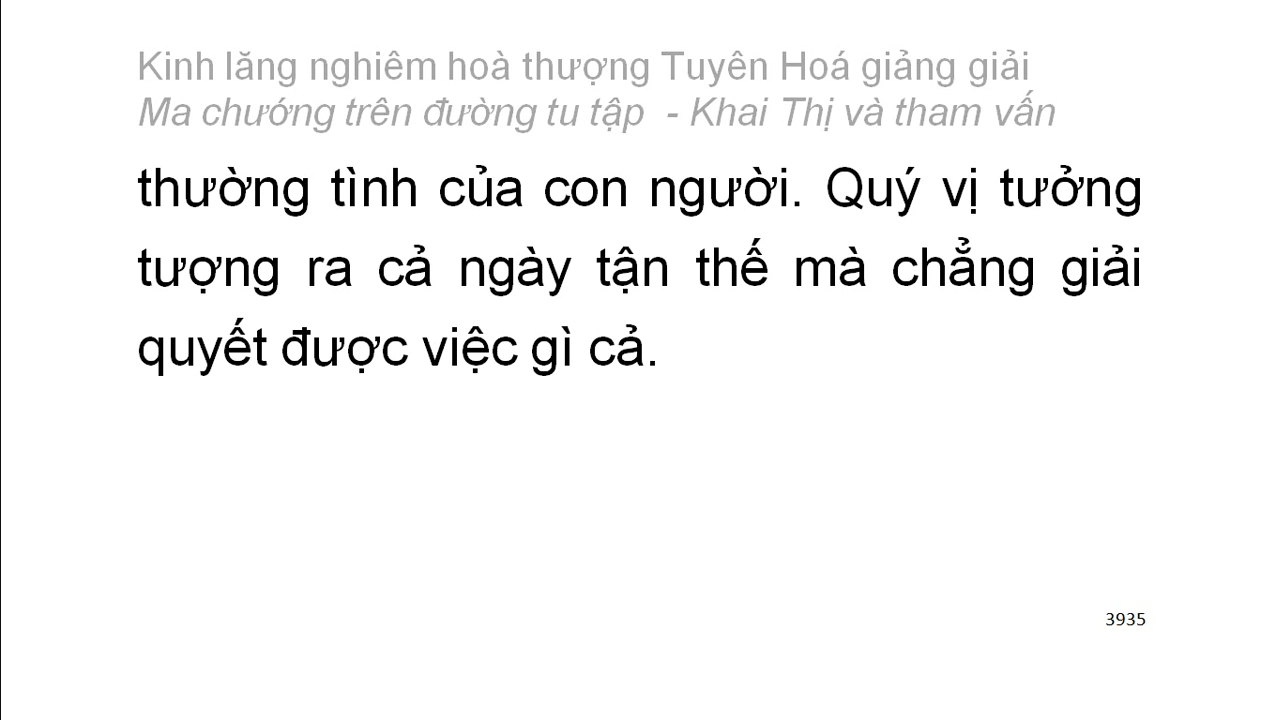 Kinh lăng nghiêm hoà thượng Tuyên Hoá giảng giải
Ma chướng trên đường tu tập - Khai Thị và tham vấn
thường tình của con người. Quý vị tưởng
tượng ra cả ngày tận thế mà chẳng giải
quyết được việc gì cả.
3935